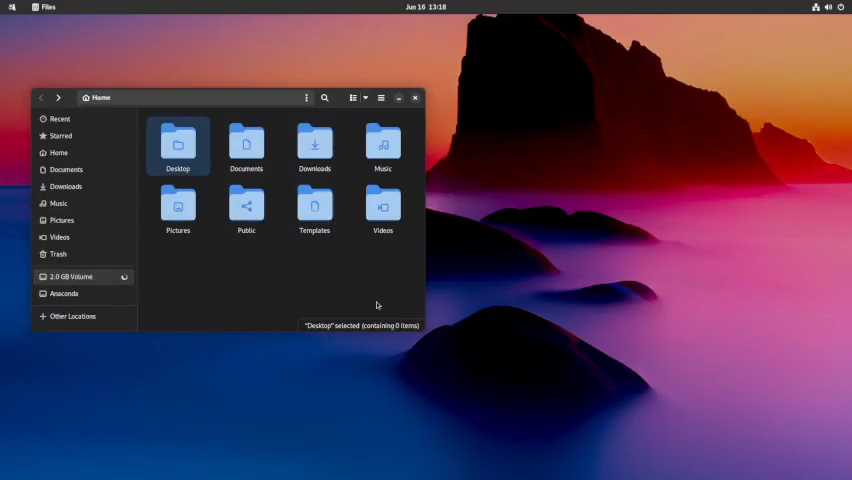 Files
Jun 16 13:18
Home
Recent
Starred
Home
Documents
Downloads
Music
Pictures
Videos
Trash
2.0 GB Volume
Anaconda
Other Locations
Desktop
Documents
Downloads
Music
Pictures
Public
Templates
Videos
"Desktop" selected (containing 0 items)